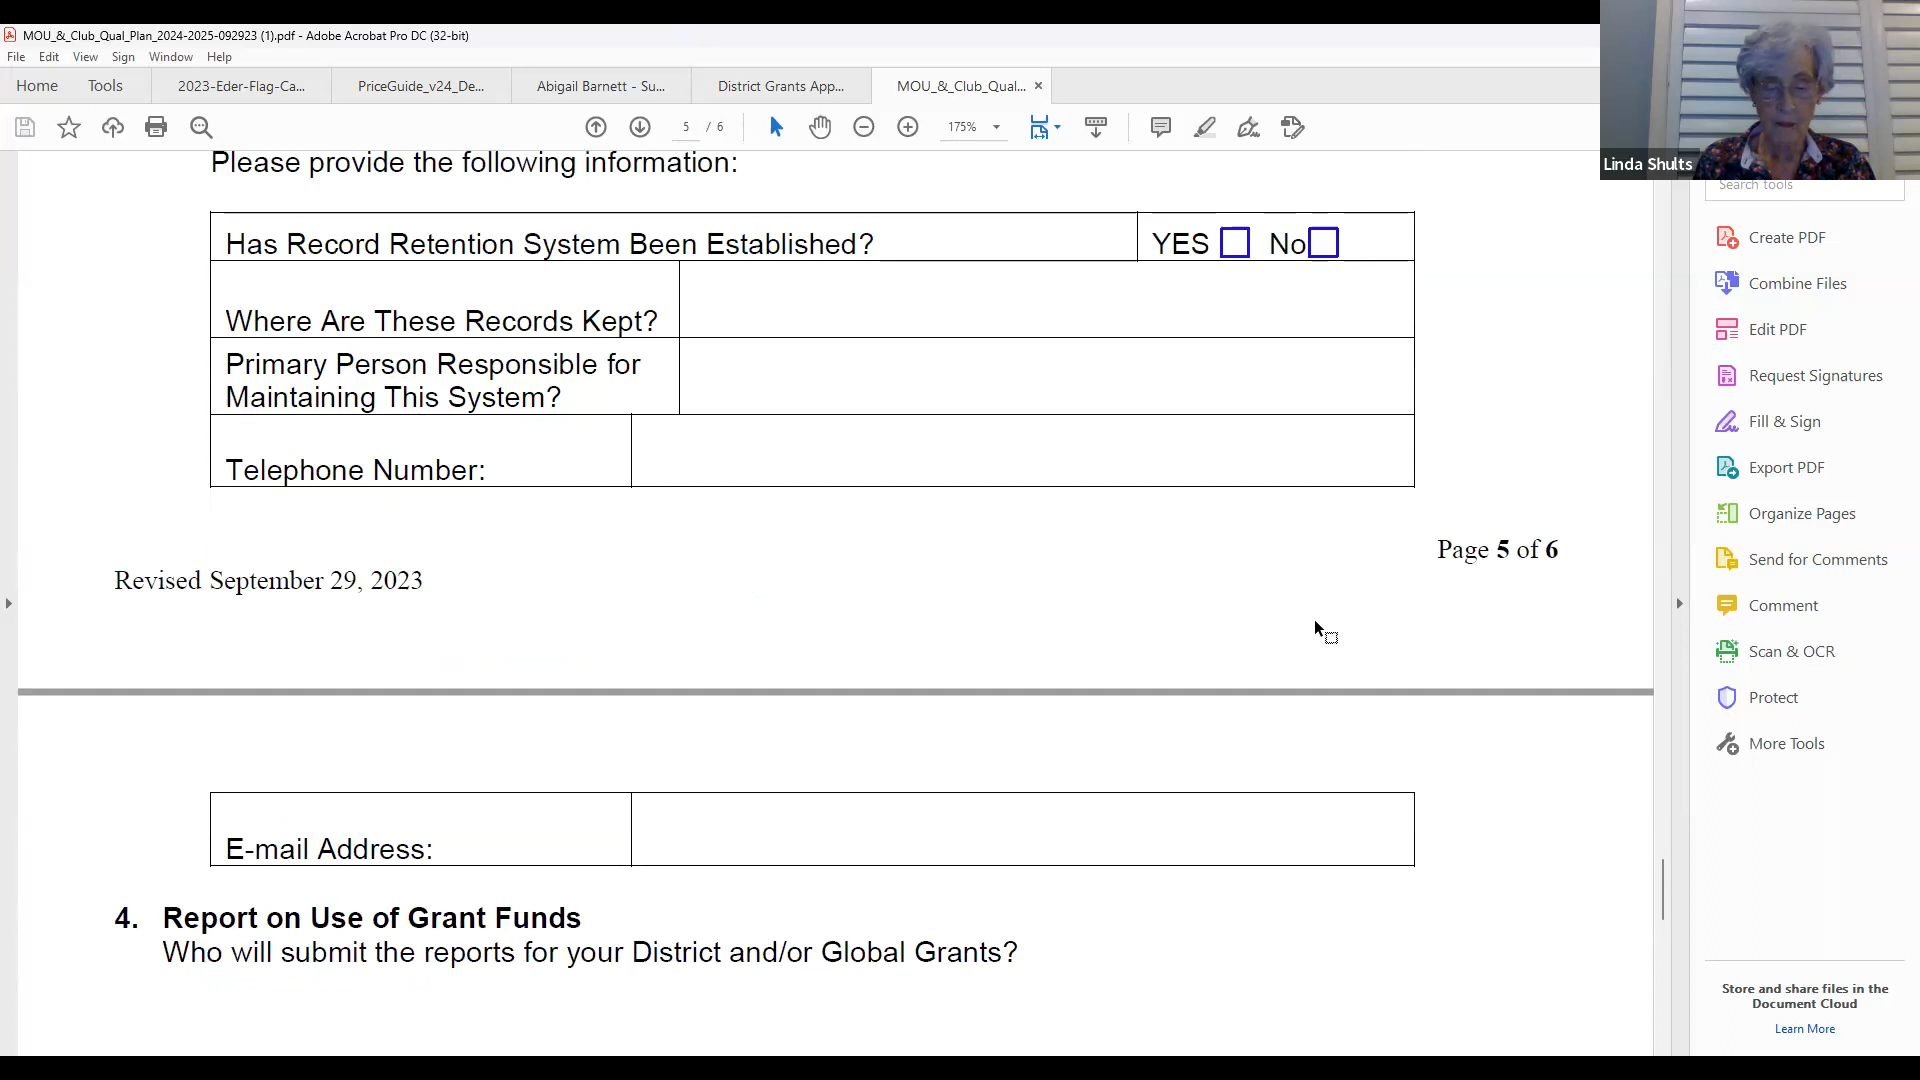 MOU_&_Club_Qual_Plan_2024-2025-092923 (1).pdf - Adobe Acrobat Pro DC (32-bit)
File Edit View Sign Window Help
Home Tools 2023-Eder-Flag-Ca... PriceGuide_v24_De... Abigail Barnett - Su... District Grants App... MOU_&_Club_Qual... ×
5 / 6 175%
Linda Shults
Please provide the following information:
Has Record Retention System Been Established? YES No
Where Are These Records Kept?
Primary Person Responsible for
Maintaining This System?
Telephone Number:
Page 5 of 6
Revised September 29, 2023
E-mail Address:
4. Report on Use of Grant Funds
Who will submit the reports for your District and/or Global Grants?
Search tools
Create PDF
Combine Files
Edit PDF
Request Signatures
Fill & Sign
Export PDF
Organize Pages
Send for Comments
Comment
Scan & OCR
Protect
More Tools
Store and share files in the
Document Cloud
Learn More